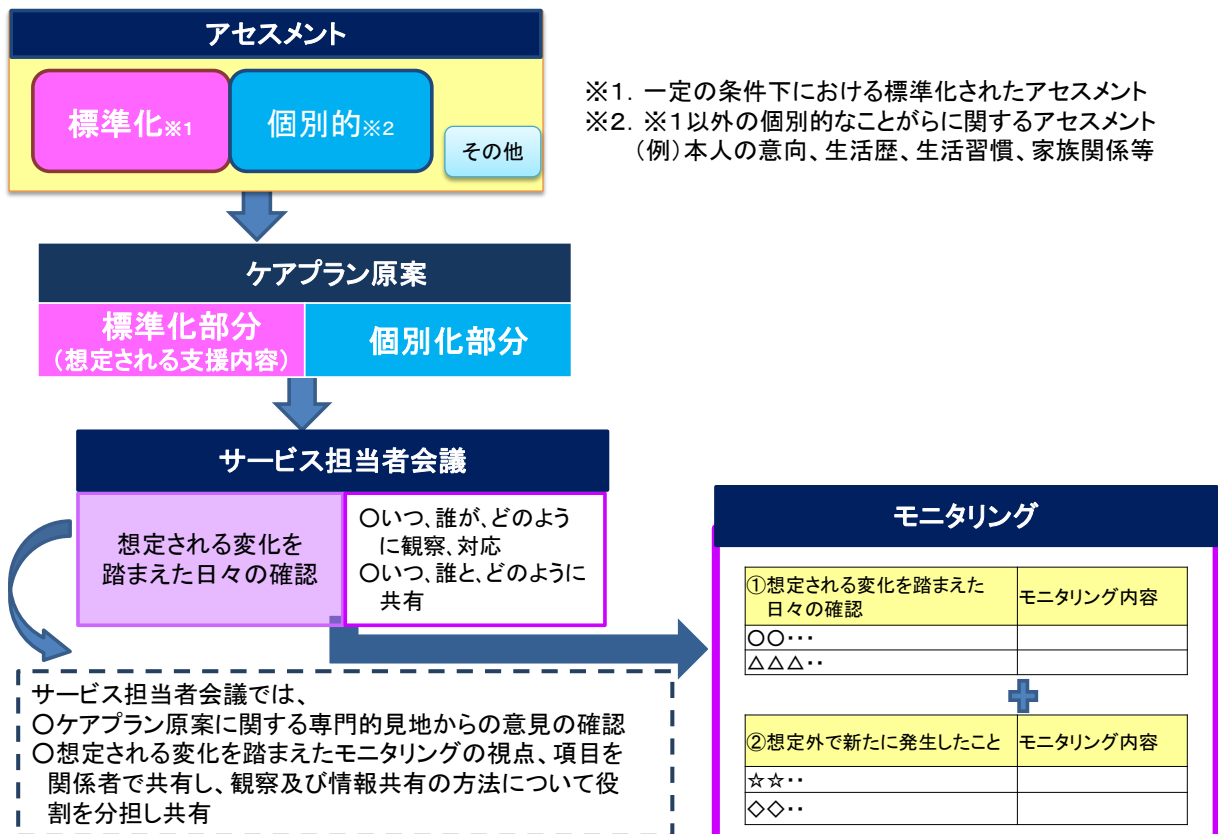 アセスメント
標準化※1
個別的※2
その他
※1．一定の条件下における標準化されたアセスメント
※2．※1以外の個別的なことがらに関するアセスメント
（例）本人の意向、生活歴、生活習慣、家族関係等
ケアプラン原案
標準化部分
（想定される支援内容）
個別化部分
サービス担当者会議
想定される変化を
踏まえた日々の確認
○いつ、誰が、どのよう
に観察、対応
○いつ、誰と、どのように
共有
サービス担当者会議では、
○ケアプラン原案に関する専門的見地からの意見の確認
○想定される変化を踏まえたモニタリングの視点、項目を
関係者で共有し、観察及び情報共有の方法について役
割を分担し共有
モニタリング
①想定される変化を踏まえた
日々の確認
モニタリング内容
○○・・・
△△△・・
②想定外で新たに発生したこと
モニタリング内容
☆☆・・
◇◇・・